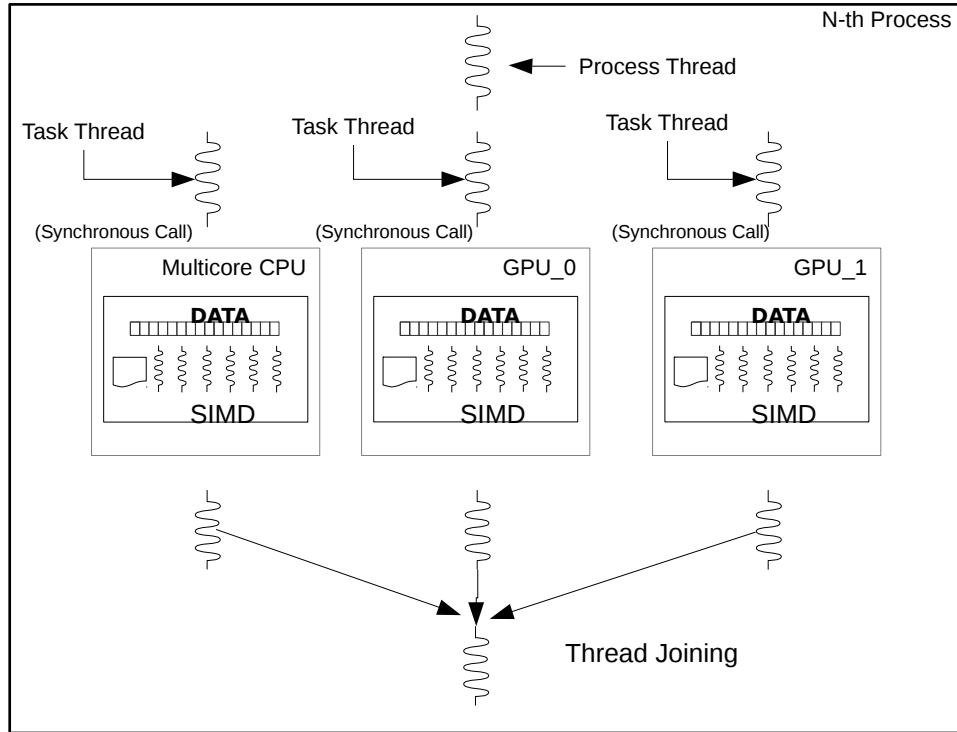 N-th Process
Process Thread
Task Thread
Task Thread
Task Thread
(Synchronous Call)
(Synchronous Call)
(Synchronous Call)
Multicore CPU
GPU_0
GPU_1
DATA
DATA
DATA
SIMD
SIMD
SIMD
Thread Joining